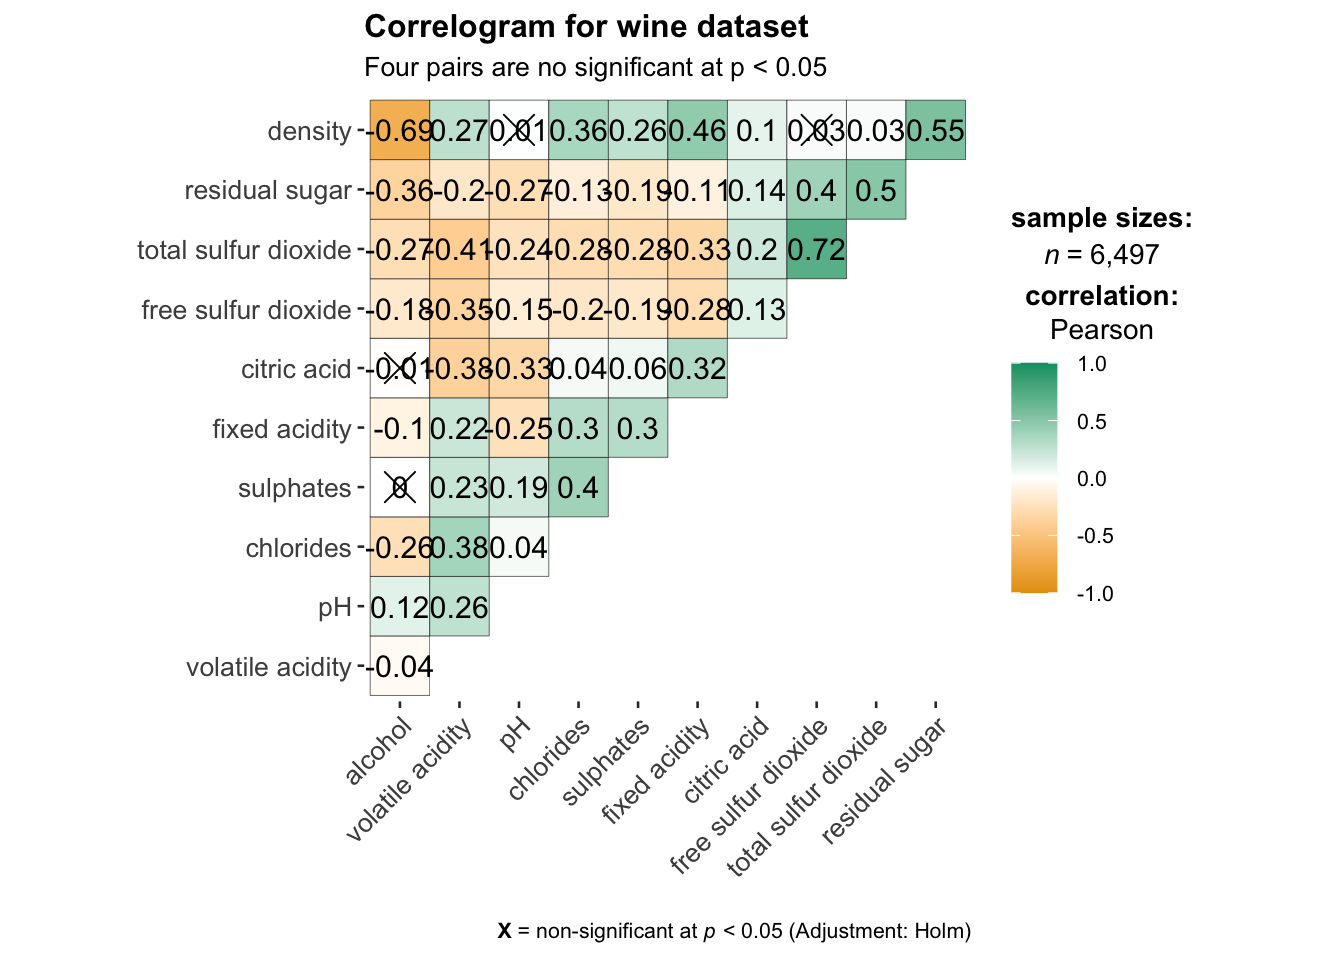 Correlogram for wine dataset
Four pairs are no significant at p < 0.05
density -0.69 0.27 0.01 0.36 0.26 0.46 0.1 0.03 0.03 0.55
residual sugar -0.36 -0.2 -0.27 -0.13 -0.19 -0.11 0.14 0.4 0.5
total sulfur dioxide -0.27 -0.41 -0.24 -0.28 -0.28 -0.33 0.2 0.72
free sulfur dioxide -0.18 -0.35 -0.15 -0.2 -0.19 -0.28 0.13
citric acid -0.01 -0.38 -0.33 0.04 0.06 0.32
fixed acidity -0.1 0.22 -0.25 0.3 0.3
sulphates 0 0.23 0.19 0.4
chlorides -0.26 0.38 0.04
pH 0.12 0.26
volatile acidity -0.04
alcohol
volatile acidity
pH
chlorides
sulphates
fixed acidity
citric acid
free sulfur dioxide
total sulfur dioxide
residual sugar
sample sizes:
n = 6,497
correlation:
Pearson
1.0
0.5
0.0
-0.5
-1.0
X = non-significant at p < 0.05 (Adjustment: Holm)